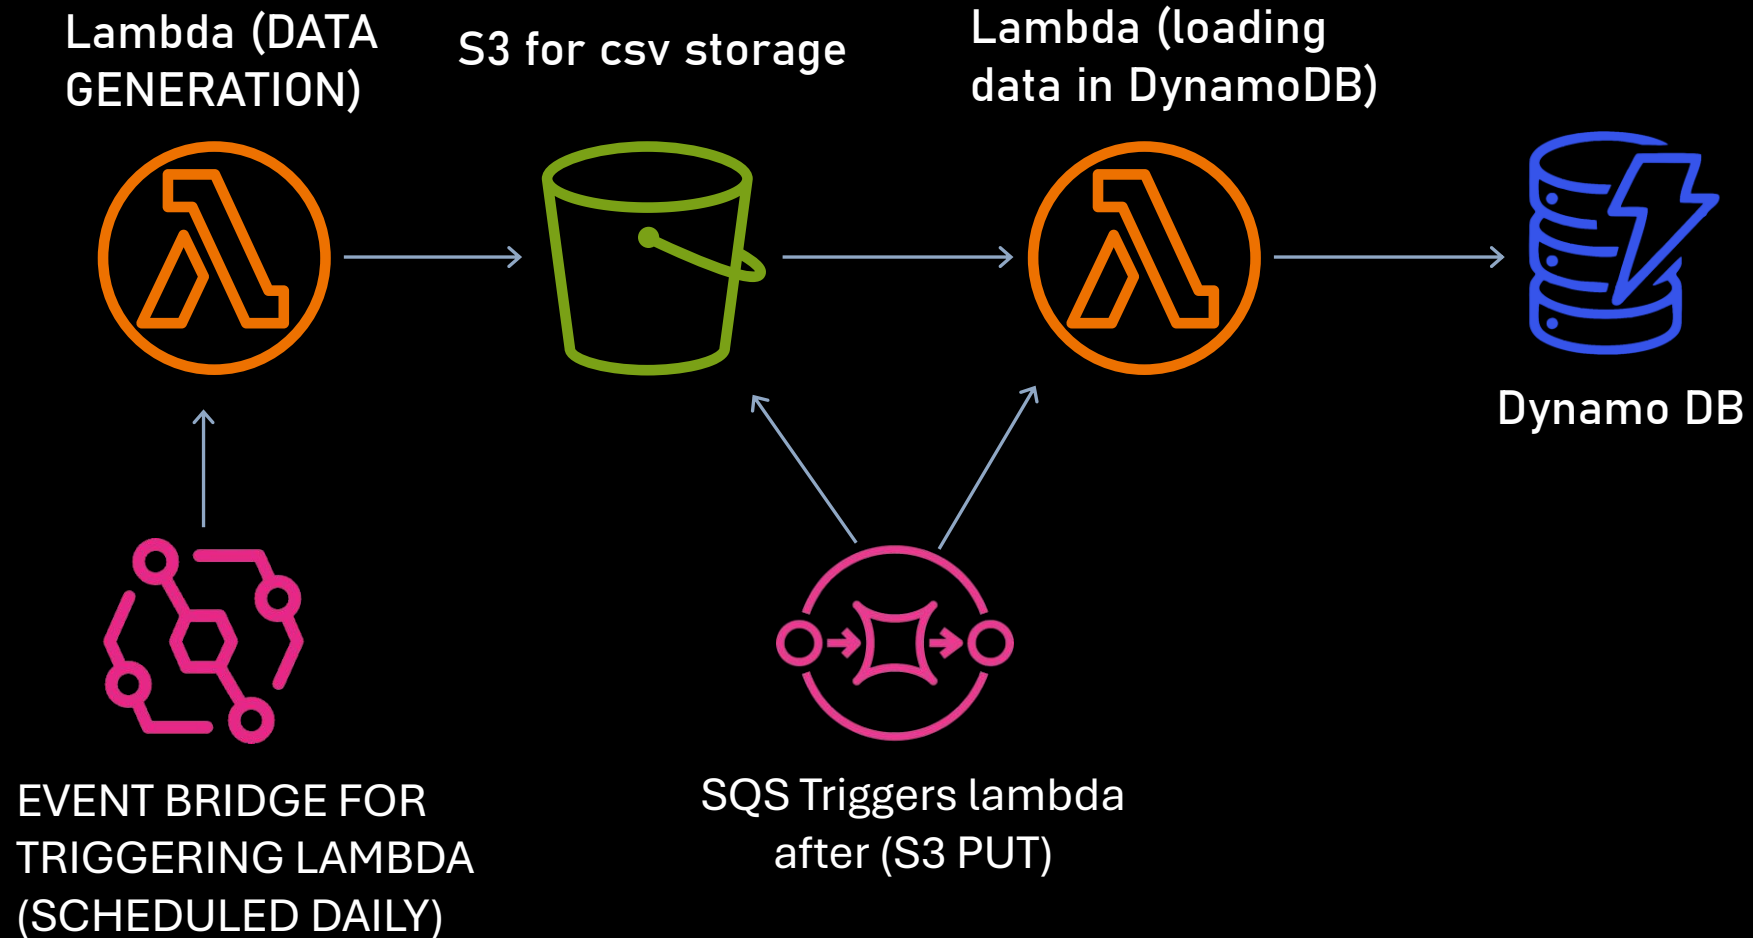 Lambda (DATA
GENERATION)
S3 for csv storage
Lambda (loading
data in DynamoDB)
Dynamo DB
EVENT BRIDGE FOR
TRIGGERING LAMBDA
(SCHEDULED DAILY)
SQS Triggers lambda
after (S3 PUT)